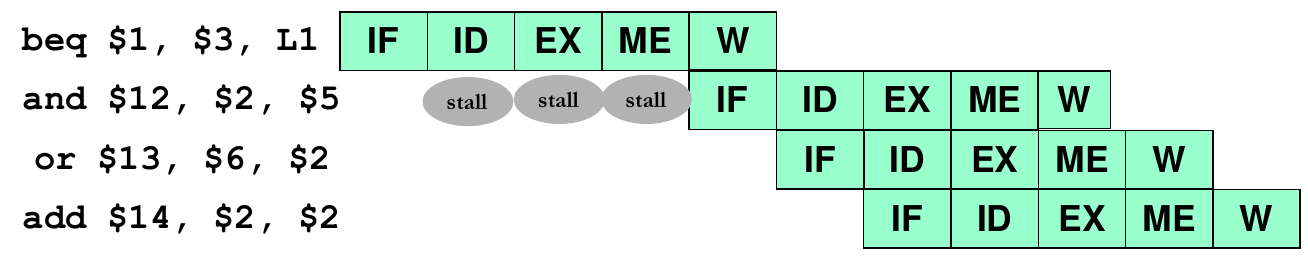 beq $1, $3, L1 IF ID EX ME W
and $12, $2, $5 stall stall stall IF ID EX ME W
or $13, $6, $2 IF ID EX ME W
add $14, $2, $2 IF ID EX ME W